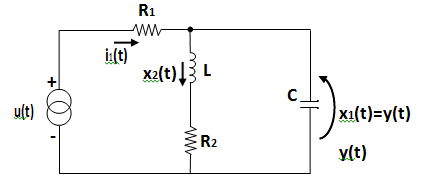 R1
i1(t)
x2(t)
L
+
u(t)
-
C
x1(t)=y(t)
R2
y(t)